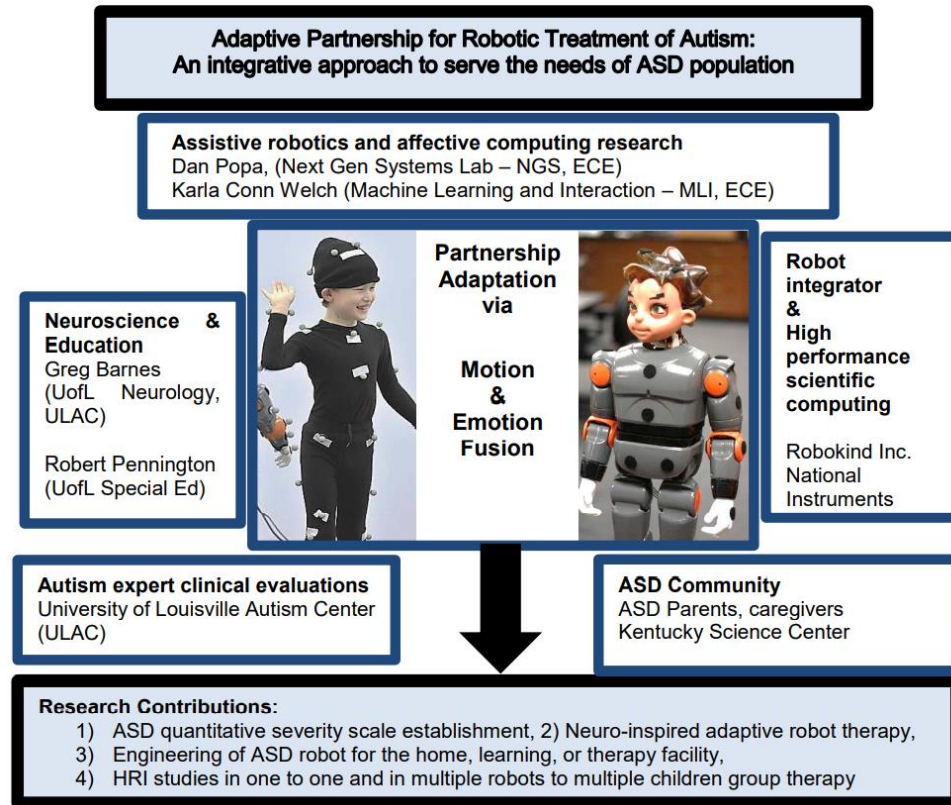 Adaptive Partnership for Robotic Treatment of Autism:
An integrative approach to serve the needs of ASD population
Assistive robotics and affective computing research
Dan Popa, (Next Gen Systems Lab – NGS, ECE)
Karla Conn Welch (Machine Learning and Interaction – MLI, ECE)
Neuroscience &
Education
Greg Barnes
(UofL Neurology,
ULAC)
Robert Pennington
(UofL Special Ed)
Partnership
Adaptation
via
Motion
&
Emotion
Fusion
Robot
integrator
&
High
performance
scientific
computing
Robokind Inc.
National
Instruments
Autism expert clinical evaluations
University of Louisville Autism Center
(ULAC)
ASD Community
ASD Parents, caregivers
Kentucky Science Center
Research Contributions:
1) ASD quantitative severity scale establishment, 2) Neuro-inspired adaptive robot therapy,
3) Engineering of ASD robot for the home, learning, or therapy facility,
4) HRI studies in one to one and in multiple robots to multiple children group therapy